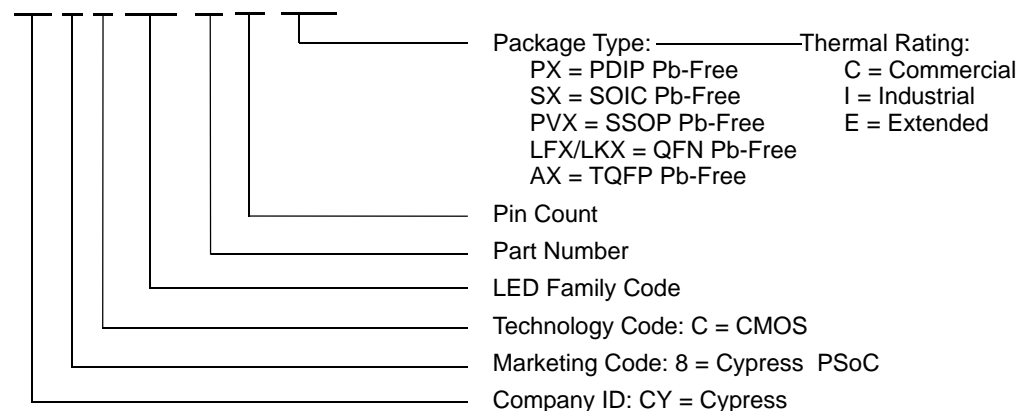 Package Type: Thermal Rating:
PX = PDIP Pb-Free C = Commercial
SX = SOIC Pb-Free I = Industrial
PVX = SSOP Pb-Free E = Extended
LFX/LKX = QFN Pb-Free
AX = TQFP Pb-Free
Pin Count
Part Number
LED Family Code
Technology Code: C = CMOS
Marketing Code: 8 = Cypress PSoC
Company ID: CY = Cypress